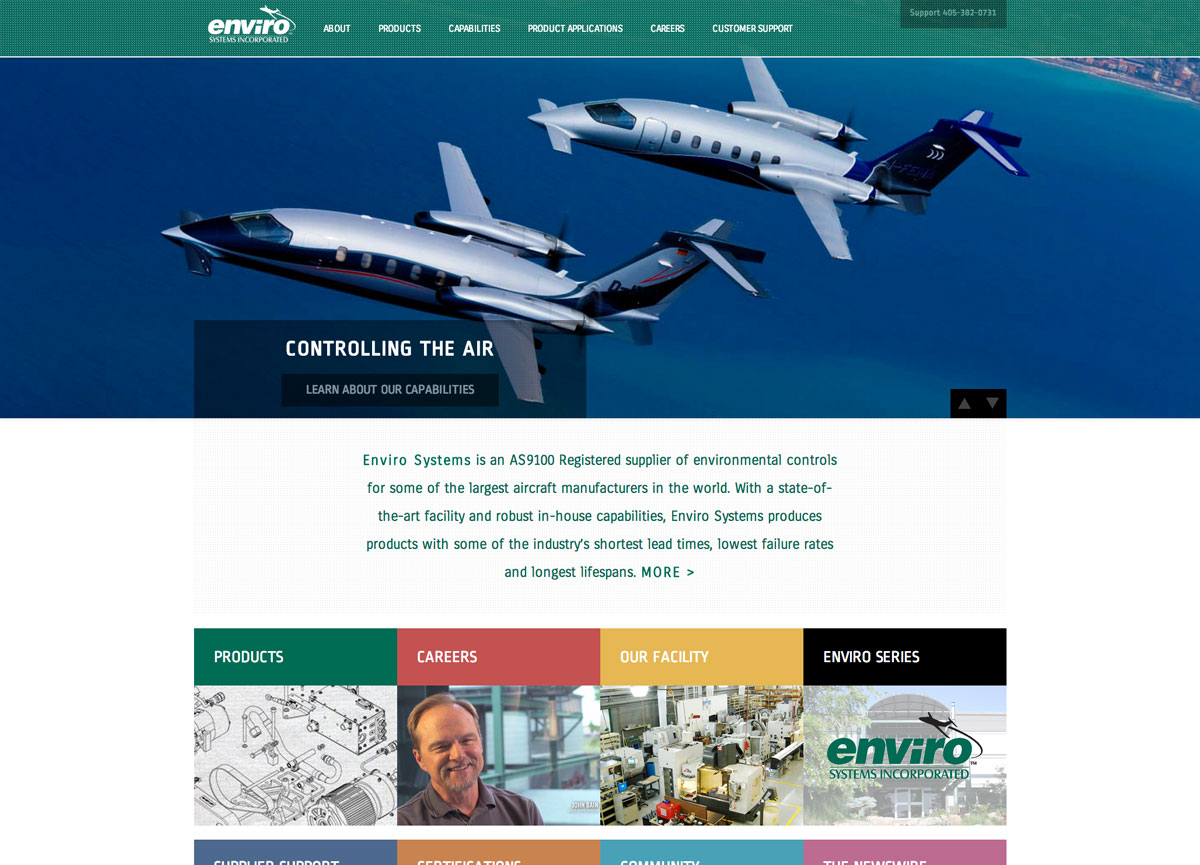 enviro
SYSTEMS INCORPORATED
ABOUT
PRODUCTS
CAPABILITIES
PRODUCT APPLICATIONS
CAREERS
CUSTOMER SUPPORT
Support 405-382-0731
CONTROLLING THE AIR
LEARN ABOUT OUR CAPABILITIES
Enviro Systems is an AS9100 Registered supplier of environmental controls
for some of the largest aircraft manufacturers in the world. With a state-of-
the-art facility and robust in-house capabilities, Enviro Systems produces
products with some of the industry's shortest lead times, lowest failure rates
and longest lifespans. MORE >
PRODUCTS
CAREERS
OUR FACILITY
ENVIRO SERIES
JOHN BAIN
enviro
TM
SYSTEMS INCORPORATED
SUPPLIER SUPPORT
CERTIFICATIONS
COMMUNITY
THE NEWSWIRE